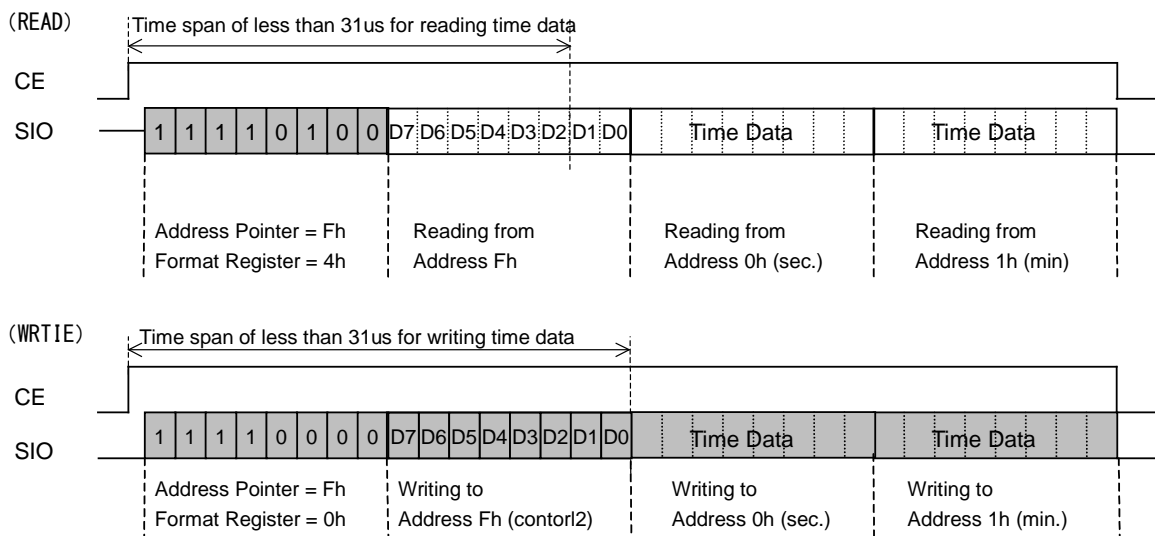 (READ)
Time span of less than 31us for reading time data
CE
SIO
1 1 1 1 0 1 0 0 D7 D6 D5 D4 D3 D2 D1 D0 Time Data Time Data
Address Pointer = Fh Reading from Reading from Reading from
Format Register = 4h Address Fh Address 0h (sec.) Address 1h (min)
(WRTIE)
Time span of less than 31us for writing time data
CE
SIO
1 1 1 1 0 0 0 0 D7 D6 D5 D4 D3 D2 D1 D0 Time Data Time Data
Address Pointer = Fh Writing to Writing to Writing to
Format Register = 0h Address Fh (contorl2) Address 0h (sec.) Address 1h (min.)